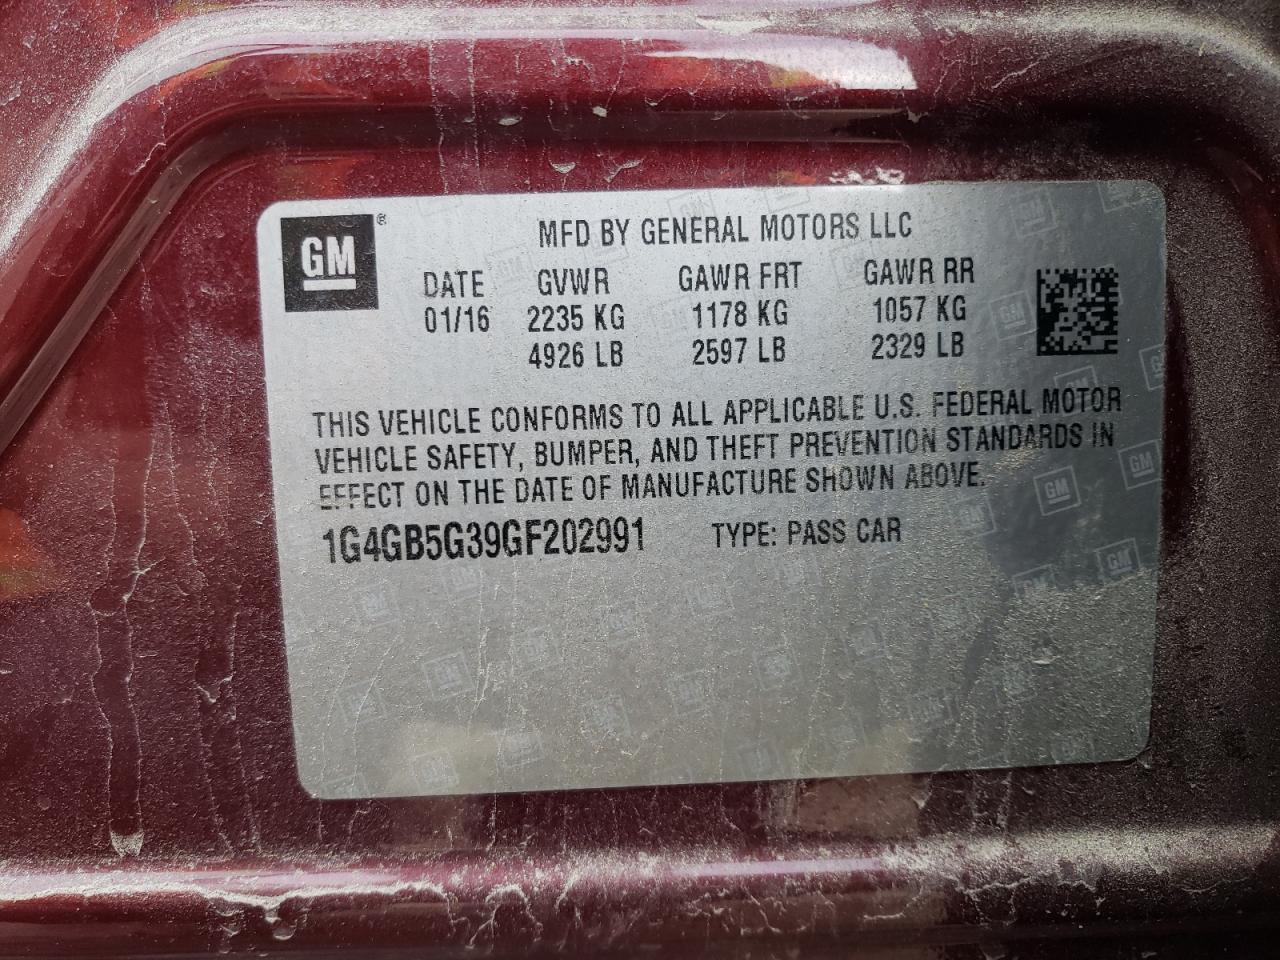 GM ®
MFD BY GENERAL MOTORS LLC
DATE GVWR GAWR FRT GAWR RR
01/16 2235 KG 1178 KG 1057 KG
4926 LB 2597 LB 2329 LB
THIS VEHICLE CONFORMS TO ALL APPLICABLE U.S. FEDERAL MOTOR
VEHICLE SAFETY, BUMPER, AND THEFT PREVENTION STANDARDS IN
EFFECT ON THE DATE OF MANUFACTURE SHOWN ABOVE.
1G4GB5G39GF202991 TYPE: PASS CAR